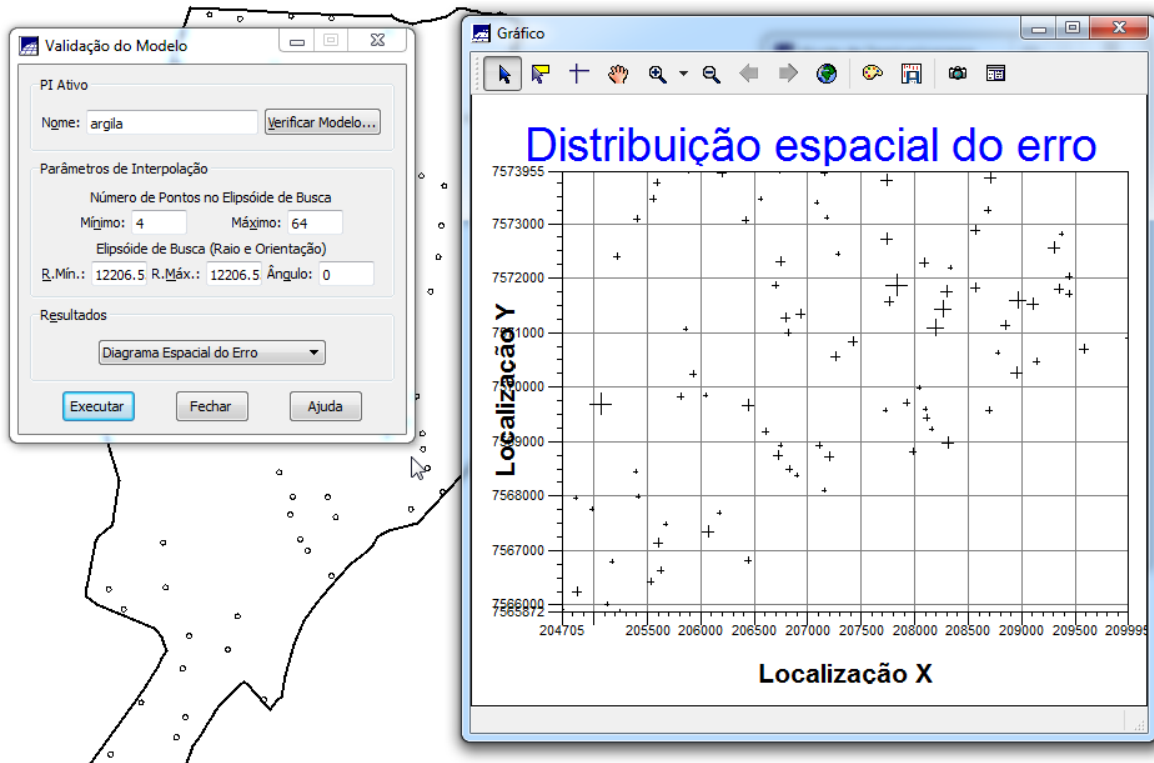 Validação do Modelo
PI Ativo
Nome: argila Verificar Modelo...
Parâmetros de Interpolação
Número de Pontos no Elipsóide de Busca
Mínimo: 4 Máximo: 64
Elipsóide de Busca (Raio e Orientação)
R.Mín.: 12206.5 R.Máx.: 12206.5 Ângulo: 0
Resultados
Diagrama Espacial do Erro
Executar Fechar Ajuda
Gráfico
Distribuição espacial do erro
Localização Y
7573955
7573000
7572000
7571000
7570000
7569000
7568000
7567000
7566000
7565872
204705 205500 206000 206500 207000 207500 208000 208500 209000 209500 209995
Localização X